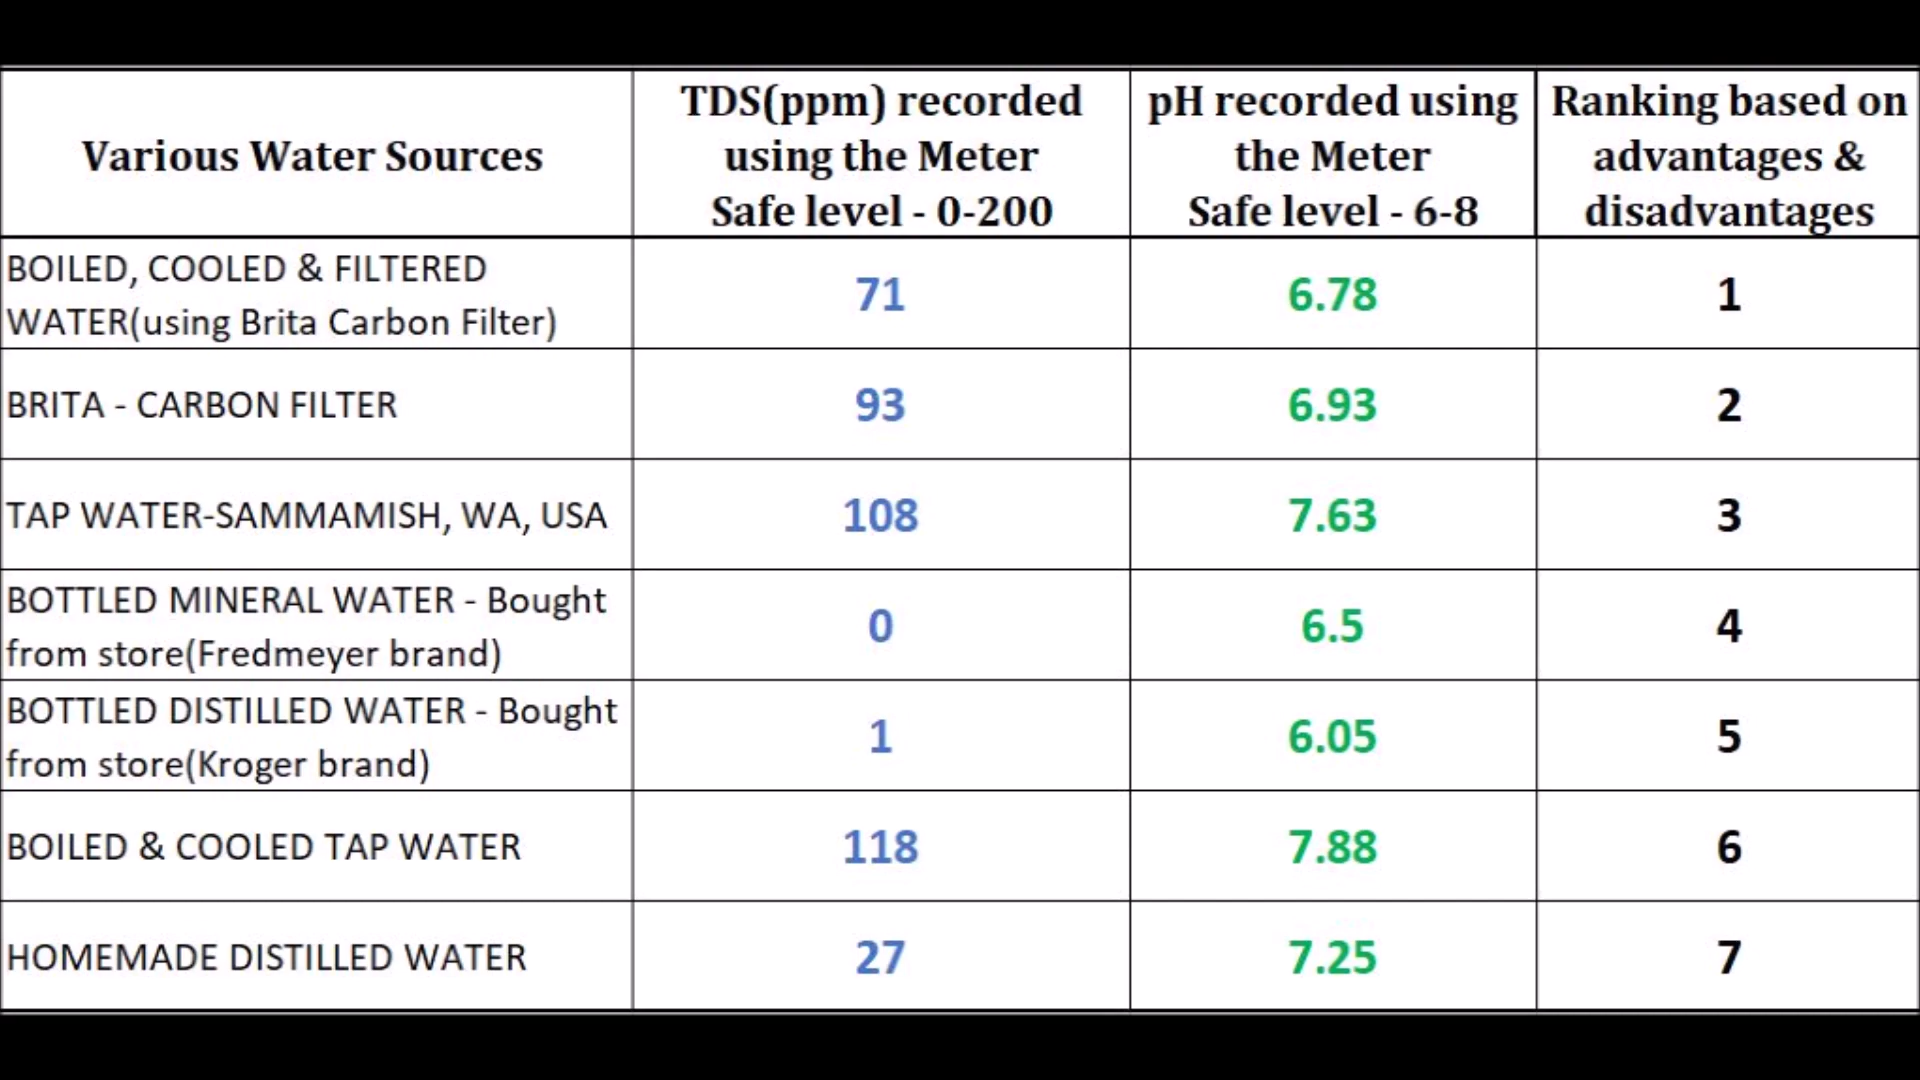 Various Water Sources
TDS(ppm) recorded
using the Meter
Safe level - 0-200
pH recorded using
the Meter
Safe level - 6-8
Ranking based on
advantages &
disadvantages
BOILED, COOLED & FILTERED
WATER(using Brita Carbon Filter)
71
6.78
1
BRITA - CARBON FILTER
93
6.93
2
TAP WATER-SAMMAMISH, WA, USA
108
7.63
3
BOTTLED MINERAL WATER - Bought
from store(Fredmeyer brand)
0
6.5
4
BOTTLED DISTILLED WATER - Bought
from store(Kroger brand)
1
6.05
5
BOILED & COOLED TAP WATER
118
7.88
6
HOMEMADE DISTILLED WATER
27
7.25
7